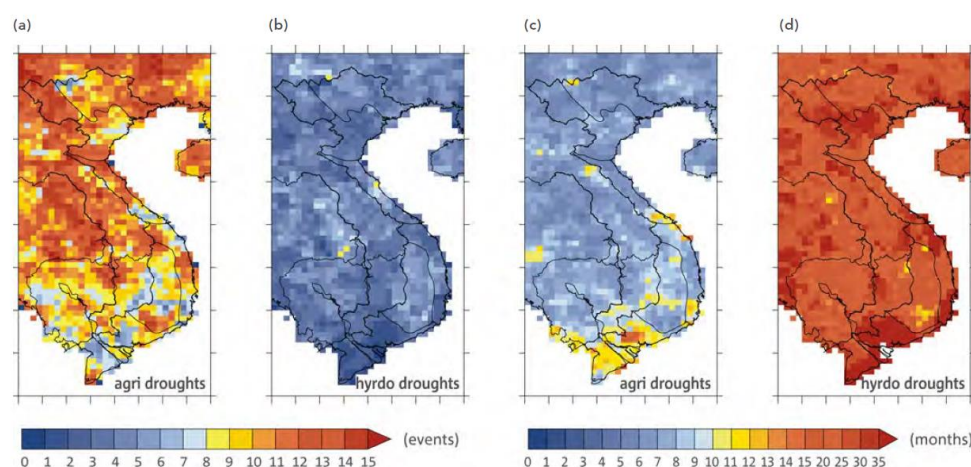 (a) (b) (c) (d)
agri droughts hyrdo droughts agri droughts hyrdo droughts
(events) (months)
0 1 2 3 4 5 6 7 8 9 10 11 12 13 14 15 0 1 2 3 4 5 6 7 8 9 10 11 12 13 14 15 20 30 35